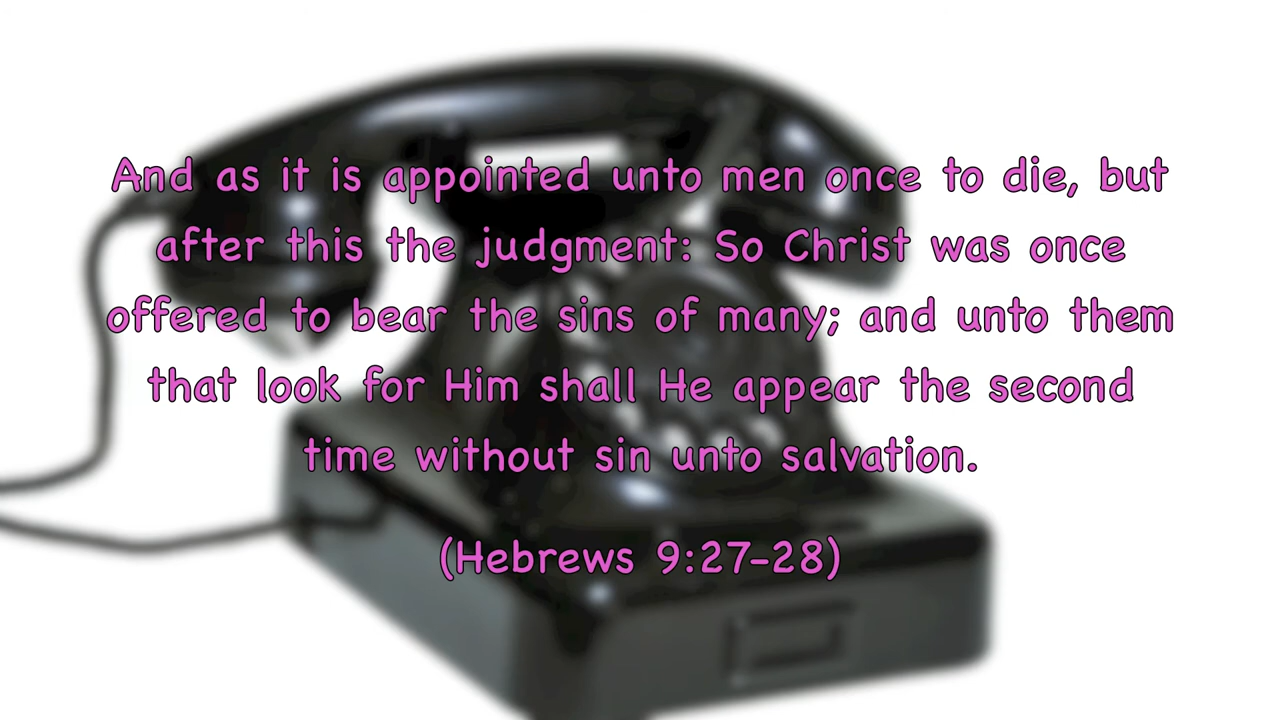 And as it is appointed unto men once to die, but
after this the judgment: So Christ was once
offered to bear the sins of many; and unto them
that look for Him shall He appear the second
time without sin unto salvation.
(Hebrews 9:27-28)